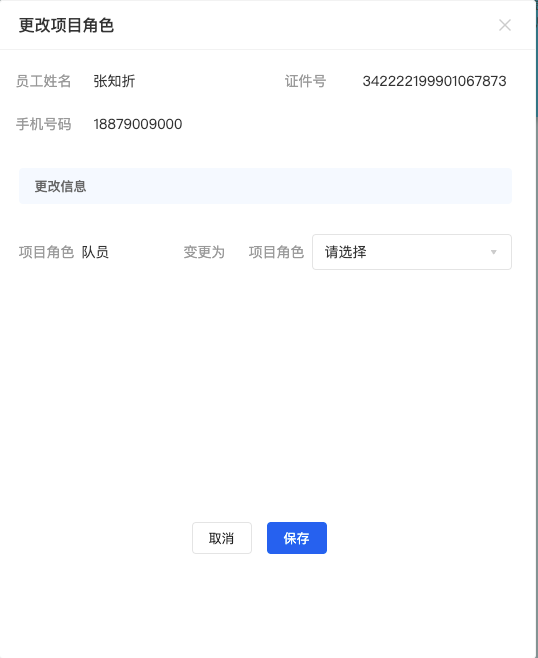 更改项目角色
员工姓名 张知折 证件号 342222199901067873
手机号码 18879009000
更改信息
项目角色 队员 变更为 项目角色 请选择
取消 保存